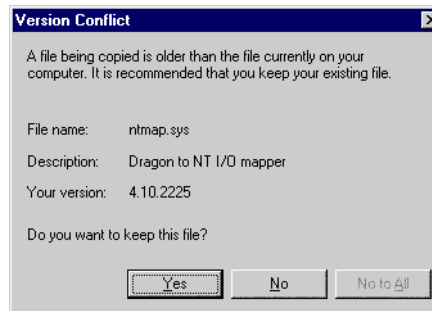 Version Conflict
A file being copied is older than the file currently on your
computer. It is recommended that you keep your existing file.
File name: ntmap.sys
Description: Dragon to NT I/O mapper
Your version: 4.10.2225
Do you want to keep this file?
Yes No No to All